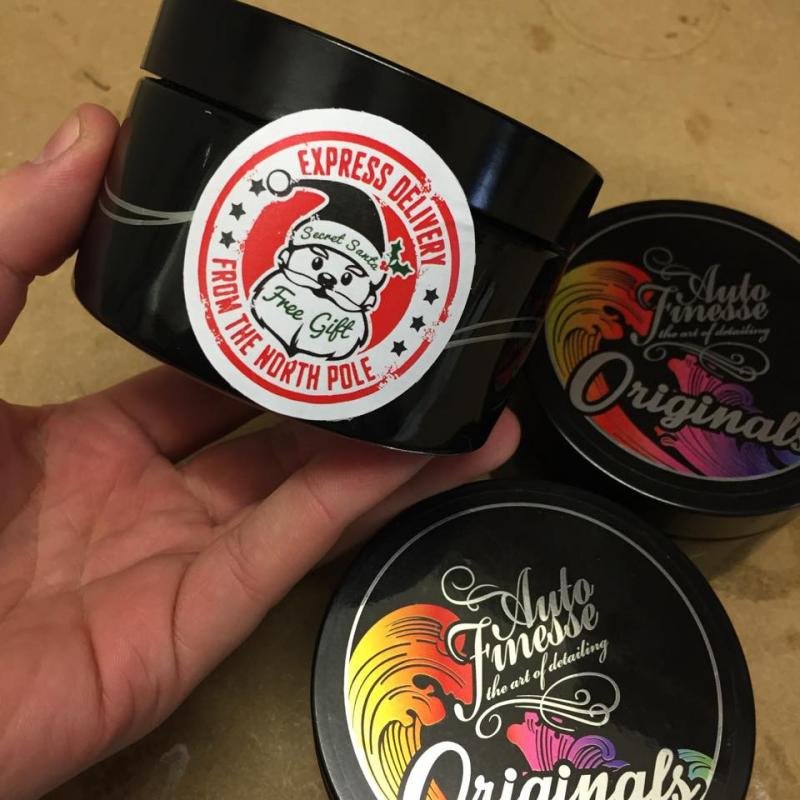 EXPRESS DELIVERY
Secret Santa
Free Gift
FROM THE NORTH POLE
Auto
Finesse
the art of detailing
Originals
Auto
Finesse
the art of detailing
Originals